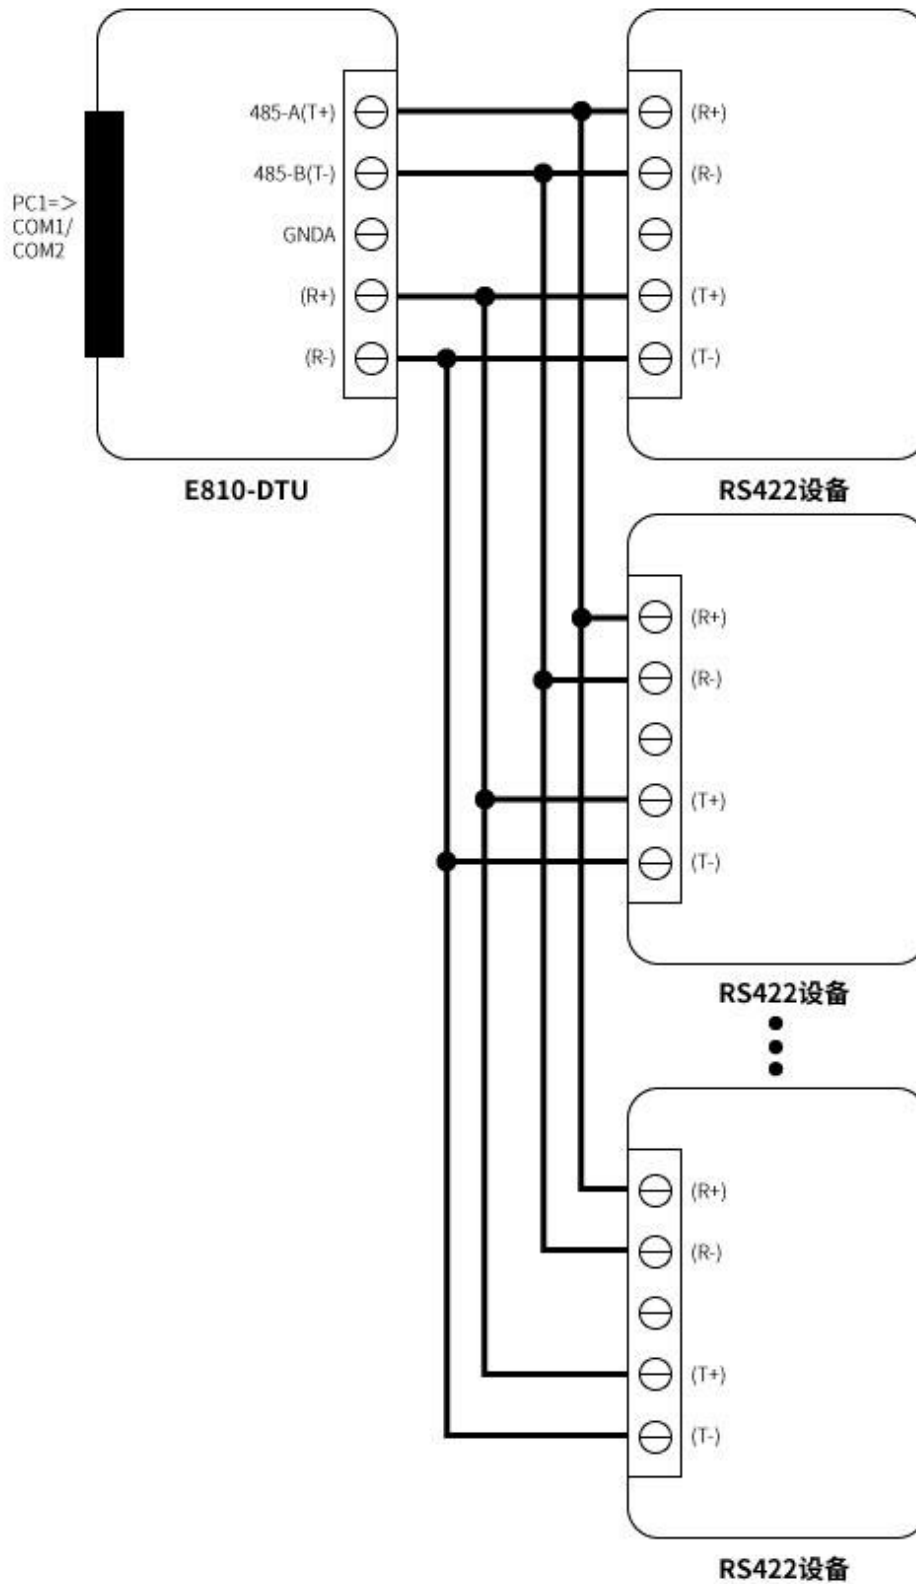 485-A(T+)
485-B(T-)
GNDA
(R+)
(R-)
PC1=>
COM1/
COM2
E810-DTU
(R+)
(R-)
(T+)
(T-)
RS422设备
(R+)
(R-)
(T+)
(T-)
RS422设备
(R+)
(R-)
(T+)
(T-)
RS422设备